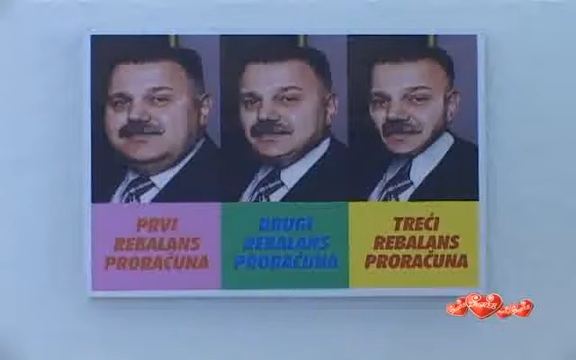 PRVI
REBALANS
PRORAČUNA
DRUGI
REBALANS
PRORAČUNA
TREĆI
REBALANS
PRORAČUNA